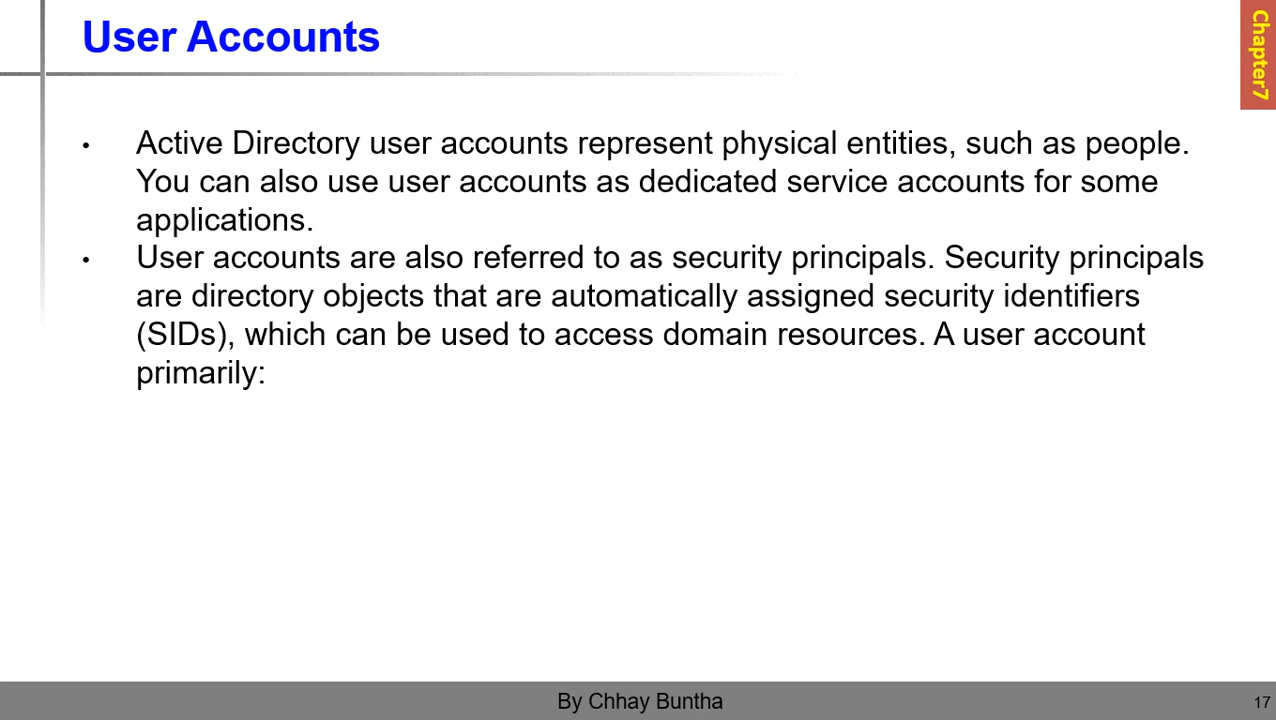 User Accounts
Chapter7
• Active Directory user accounts represent physical entities, such as people.
You can also use user accounts as dedicated service accounts for some
applications.
• User accounts are also referred to as security principals. Security principals
are directory objects that are automatically assigned security identifiers
(SIDs), which can be used to access domain resources. A user account
primarily:
By Chhay Buntha
17